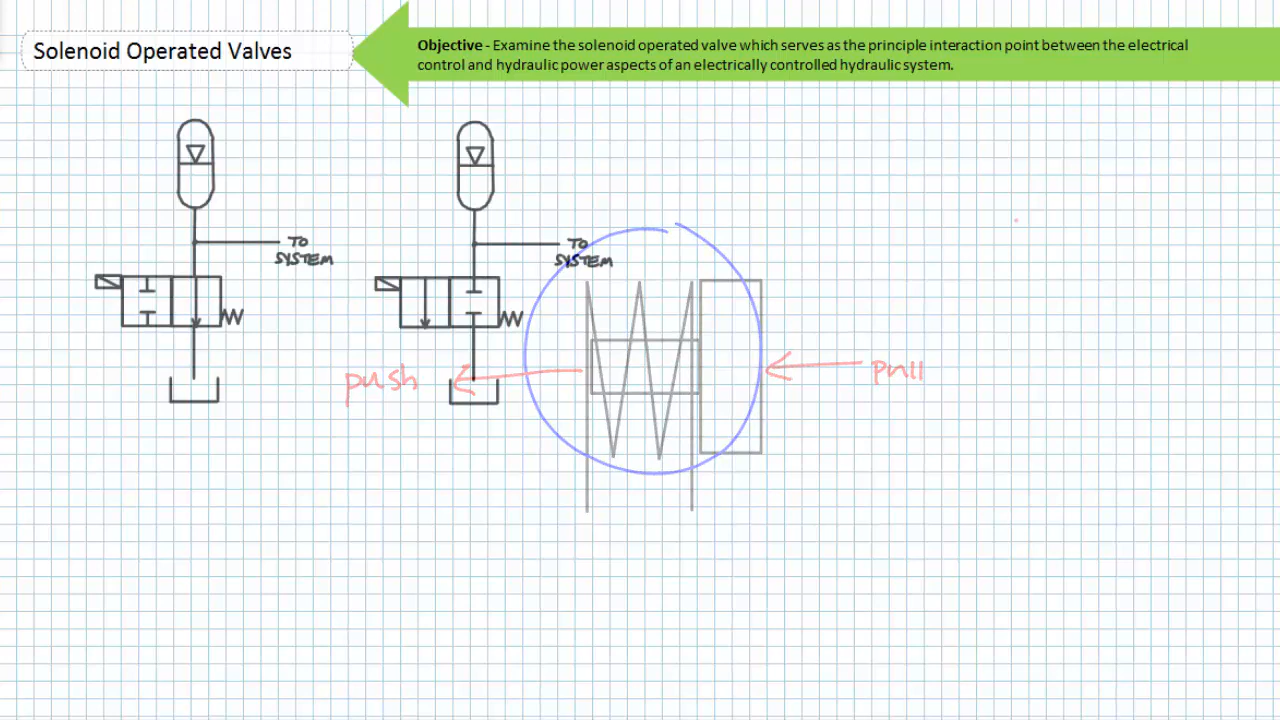 Solenoid Operated Valves
Objective - Examine the solenoid operated valve which serves as the principle interaction point between the electrical
control and hydraulic power aspects of an electrically controlled hydraulic system.
TO
SYSTEM
TO
SYSTEM
push
pull